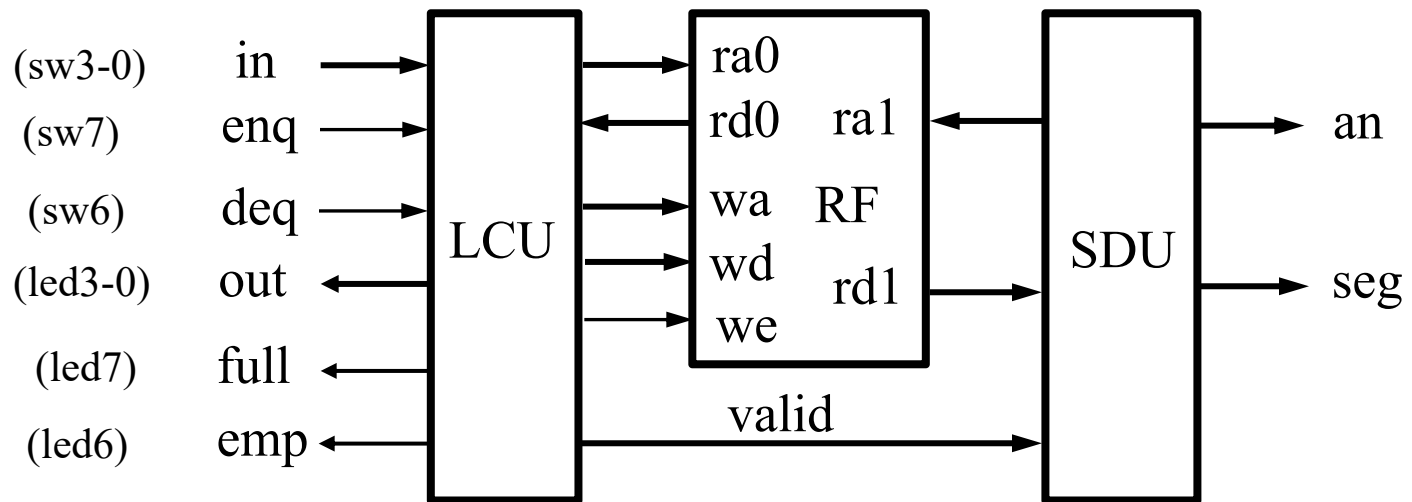 (sw3-0) in
(sw7) enq
(sw6) deq
(led3-0) out
(led7) full
(led6) emp
LCU
ra0
rd0
wa
wd
we
ra1
RF
rd1
valid
SDU
an
seg